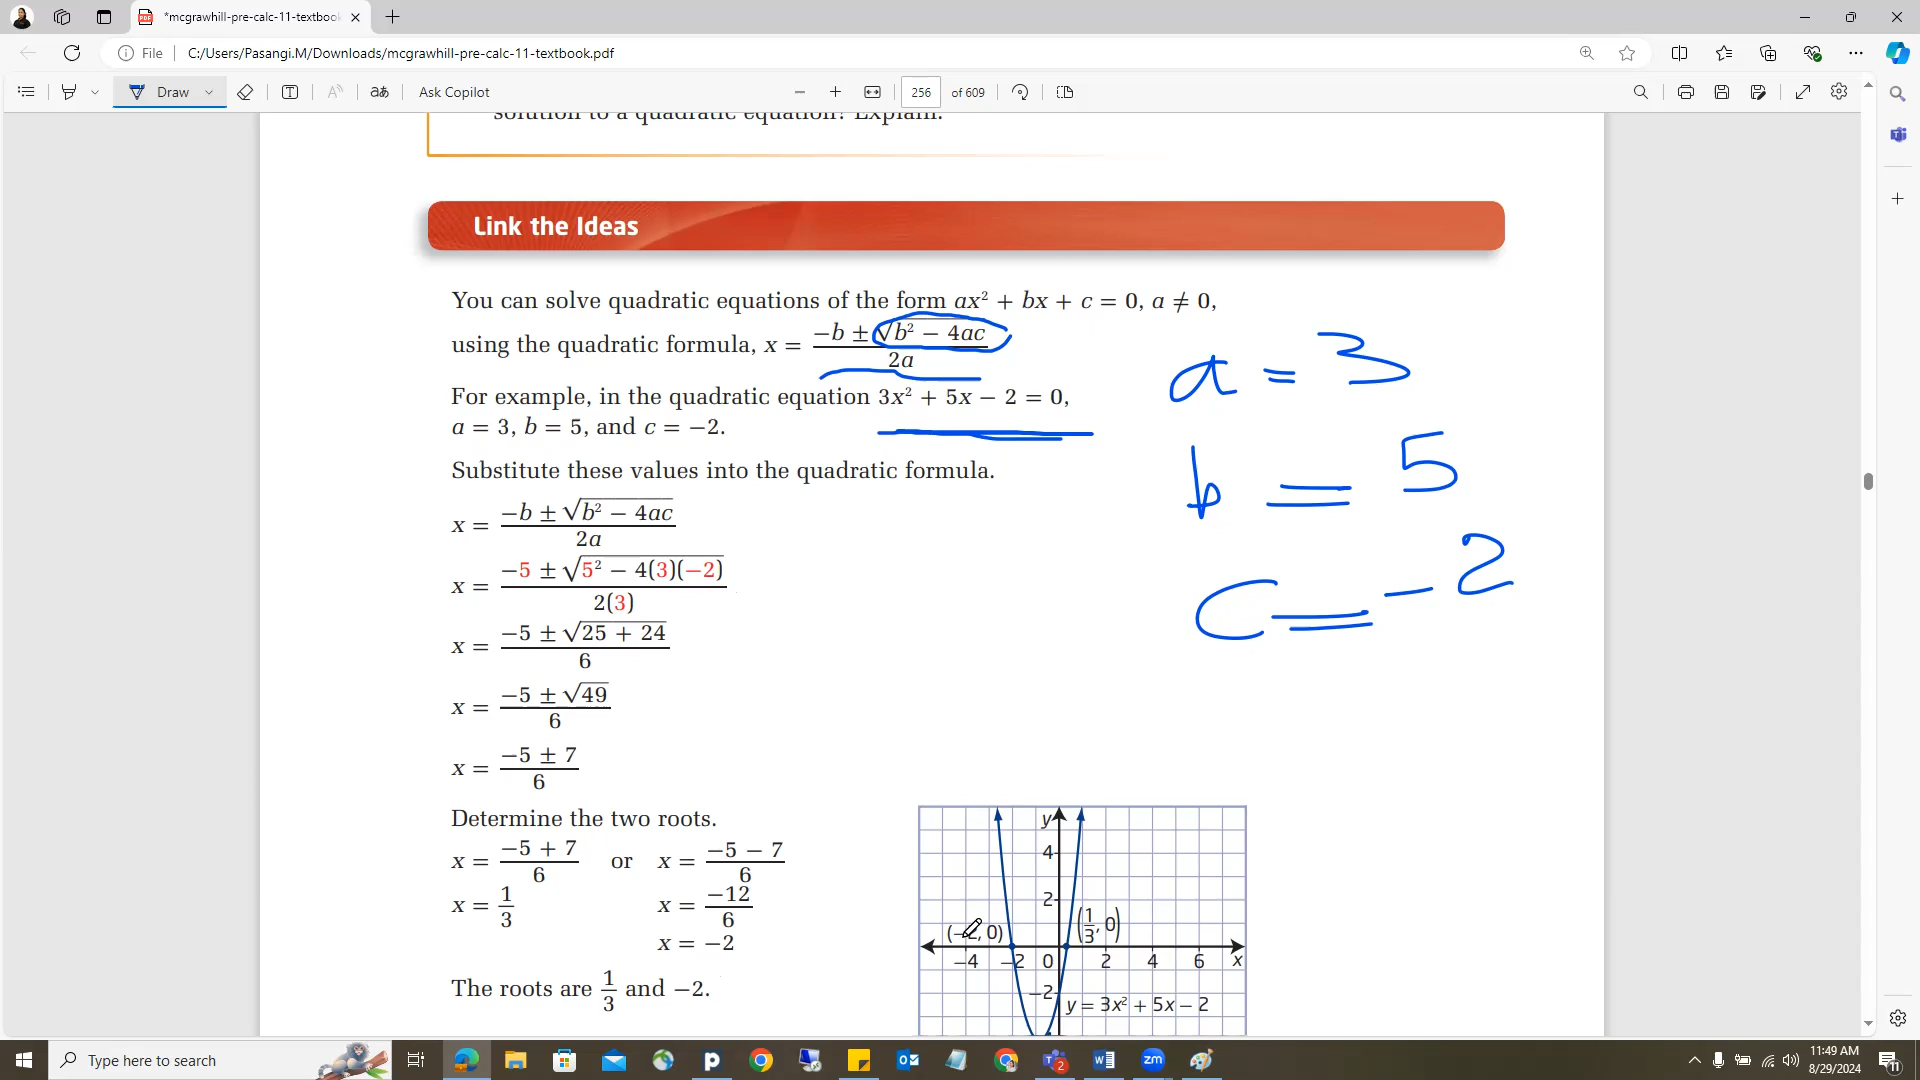 *mcgrawhill-pre-calc-11-textbook
File C:/Users/Pasangi.M/Downloads/mcgrawhill-pre-calc-11-textbook.pdf
Draw Ask Copilot 256 of 609
solution to a quadratic equation? Explain.
Link the Ideas
You can solve quadratic equations of the form ax² + bx + c = 0, a ≠ 0,
using the quadratic formula, x = (−b ± √(b² − 4ac))/2a
For example, in the quadratic equation 3x² + 5x − 2 = 0,
a = 3, b = 5, and c = −2.
a = 3
b = 5
c = −2
Substitute these values into the quadratic formula.
x = (−b ± √(b² − 4ac))/2a
x = (−5 ± √(5² − 4(3)(−2)))/2(3)
x = (−5 ± √(25 + 24))/6
x = (−5 ± √49)/6
x = (−5 ± 7)/6
Determine the two roots.
x = (−5 + 7)/6 or x = (−5 − 7)/6
x = 1/3 x = −12/6
x = −2
The roots are 1/3 and −2.
y
4
2
(−2, 0) (1/3, 0)
−4 −2 0 2 4 6 x
−2
y = 3x² + 5x − 2
Type here to search
11:49 AM
8/29/2024